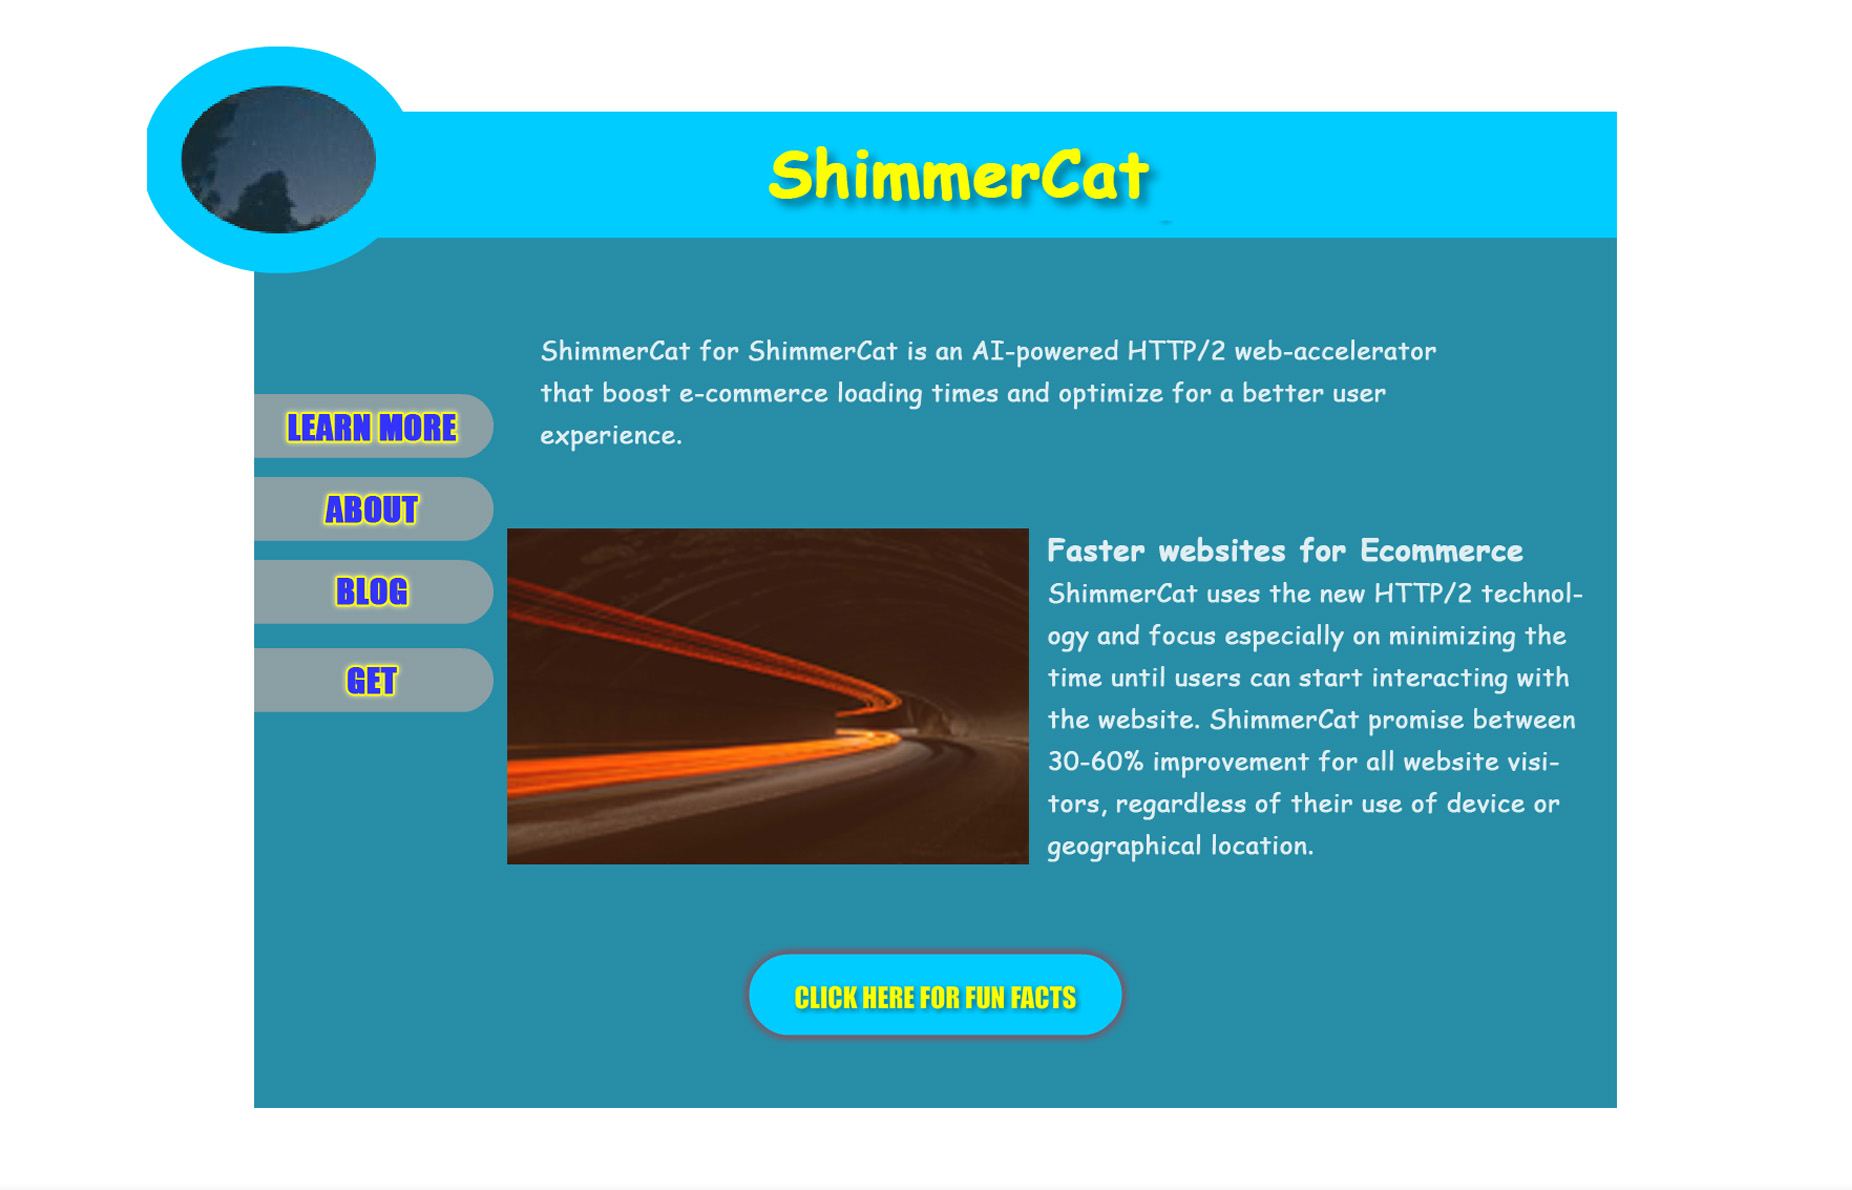 ShimmerCat
ShimmerCat for ShimmerCat is an AI-powered HTTP/2 web-accelerator
that boost e-commerce loading times and optimize for a better user
experience.
LEARN MORE
ABOUT
BLOG
GET
Faster websites for Ecommerce
ShimmerCat uses the new HTTP/2 technol-
ogy and focus especially on minimizing the
time until users can start interacting with
the website. ShimmerCat promise between
30-60% improvement for all website visi-
tors, regardless of their use of device or
geographical location.
CLICK HERE FOR FUN FACTS